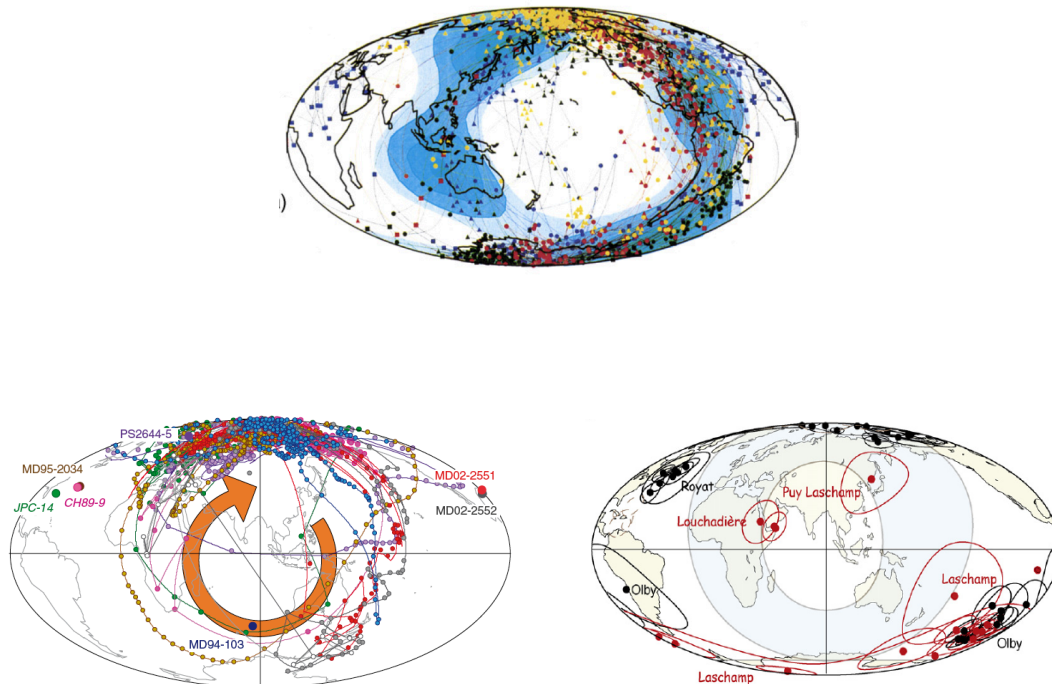 )
PS2644-5
MD95-2034
JPC-14
CH89-9
MD02-2551
MD02-2552
MD94-103
Royat
Puy Laschamp
Louchadière
Laschamp
Olby
Olby
Laschamp